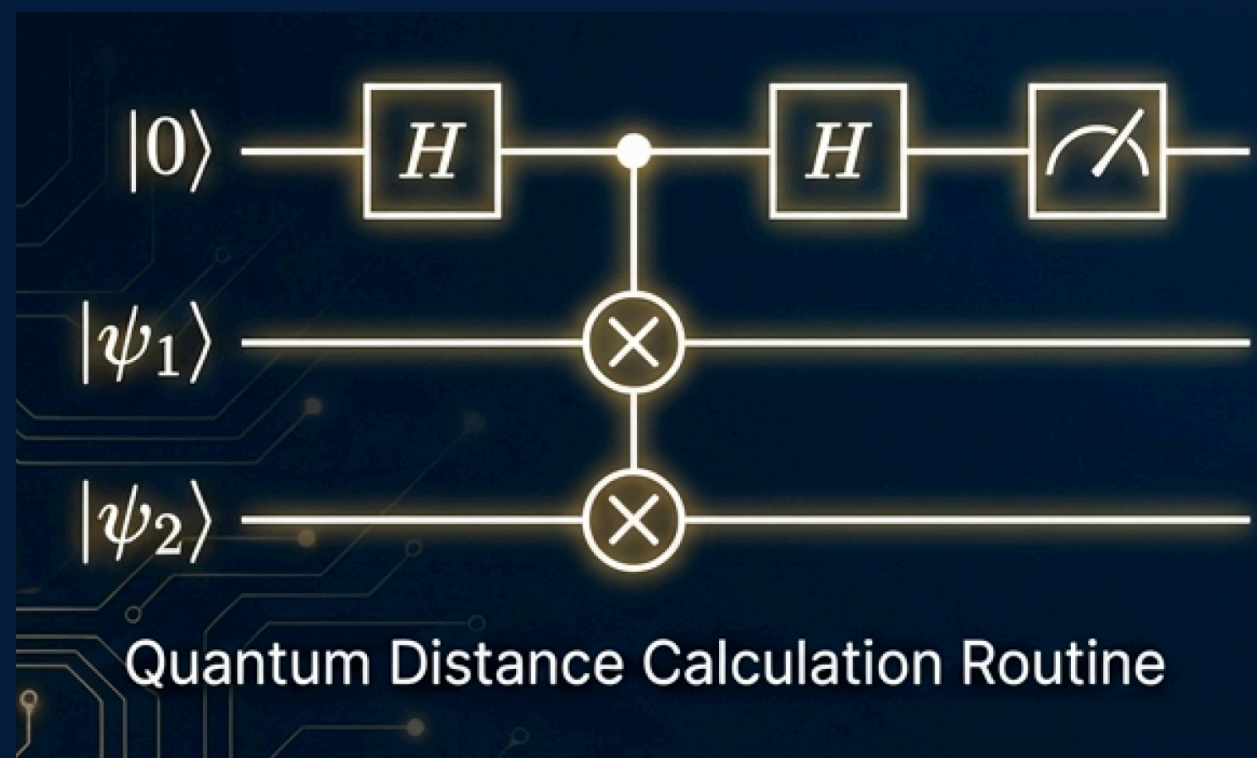 |0⟩ H H
|ψ₁⟩
|ψ₂⟩
Quantum Distance Calculation Routine